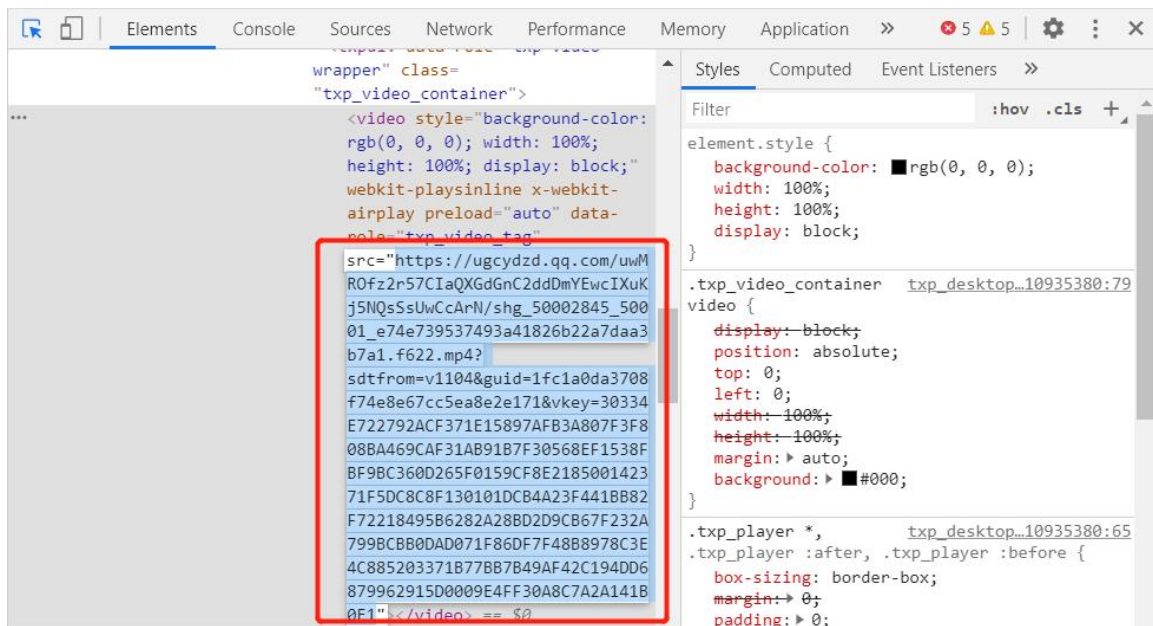 Elements Console Sources Network Performance Memory Application » 5 5
wrapper" class=
"txp_video_container">
<video style="background-color:
rgb(0, 0, 0); width: 100%;
height: 100%; display: block;"
webkit-playsinline x-webkit-
airplay preload="auto" data-
role="txp_video_tag"
src="https://ugcydzd.qq.com/uwM
ROfz2r57CIaQXGdGnC2ddDmYEwcIXuK
j5NQsSsUwCcArN/shg_50002845_500
01_e74e739537493a41826b22a7daa3
b7a1.f622.mp4?
sdtfrom=v1104&guid=1fc1a0da3708
f74e8e67cc5ea8e2e171&vkey=30334
E722792ACF371E15897AFB3A807F3F8
08BA469CAF31AB91B7F30568EF1538F
BF9BC360D265F0159CF8E2185001423
71F5DC8C8F130101DCB4A23F441BB82
F72218495B6282A28BD2D9CB67F232A
799BCBB0DAD071F86DF7F48B8978C3E
4C885203371B77BB7B49AF42C194DD6
879962915D0009E4FF30A8C7A2A141B
0E1"></video> == $0
Styles Computed Event Listeners »
Filter :hov .cls +
element.style {
background-color: rgb(0, 0, 0);
width: 100%;
height: 100%;
display: block;
}
.txp_video_container txp_desktop…10935380:79
video {
display: block;
position: absolute;
top: 0;
left: 0;
width: 100%;
height: 100%;
margin: auto;
background: #000;
}
.txp_player *, txp_desktop…10935380:65
.txp_player :after, .txp_player :before {
box-sizing: border-box;
margin: 0;
padding: 0;